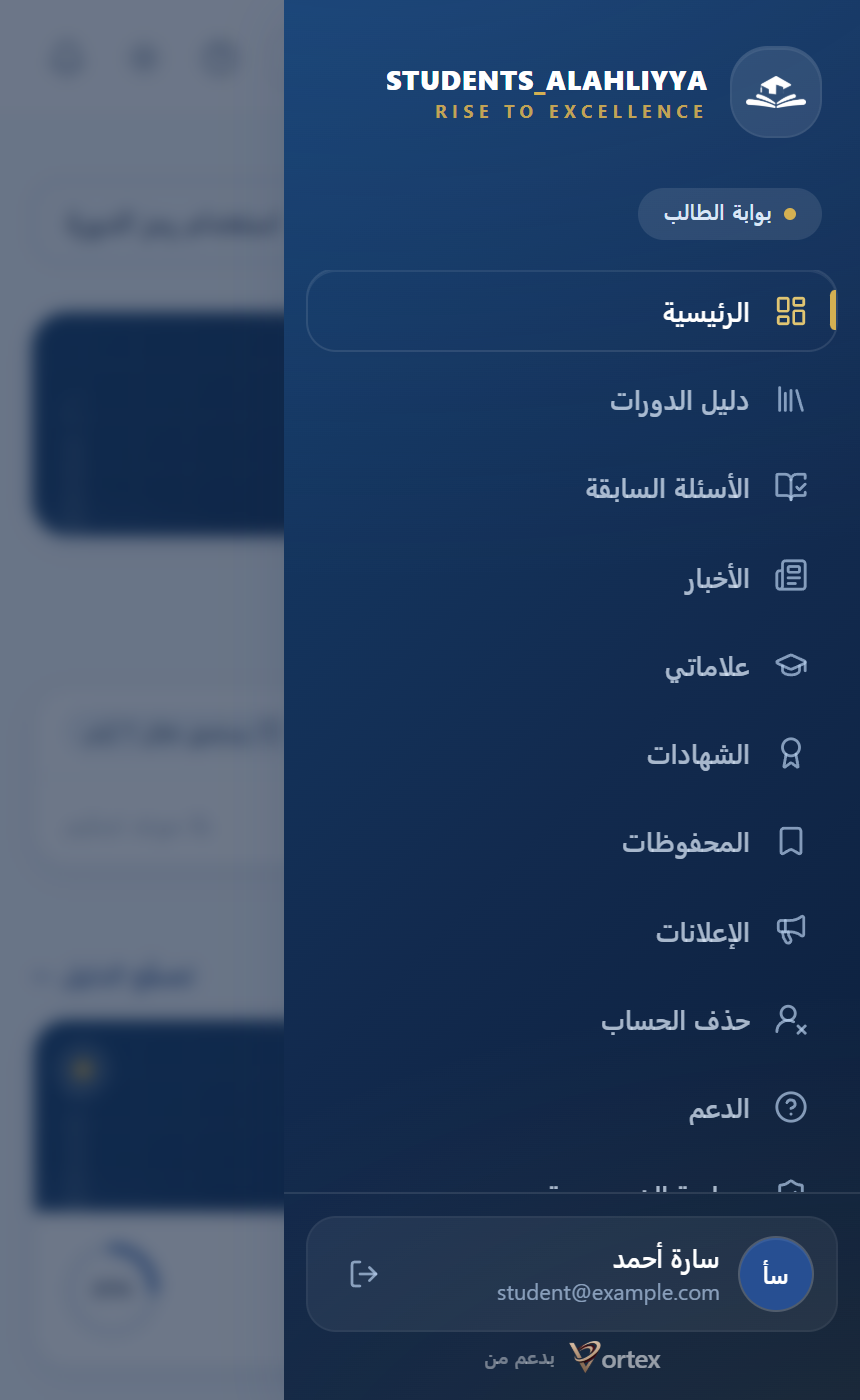 STUDENTS_ALAHLIYYA
RISE TO EXCELLENCE
بوابة الطالب
الرئيسية
دليل الدورات
الأسئلة السابقة
الأخبار
علاماتي
الشهادات
المحفوظات
الإعلانات
حذف الحساب
الدعم
سأ
سارة أحمد
student@example.com
بدعم من Vortex